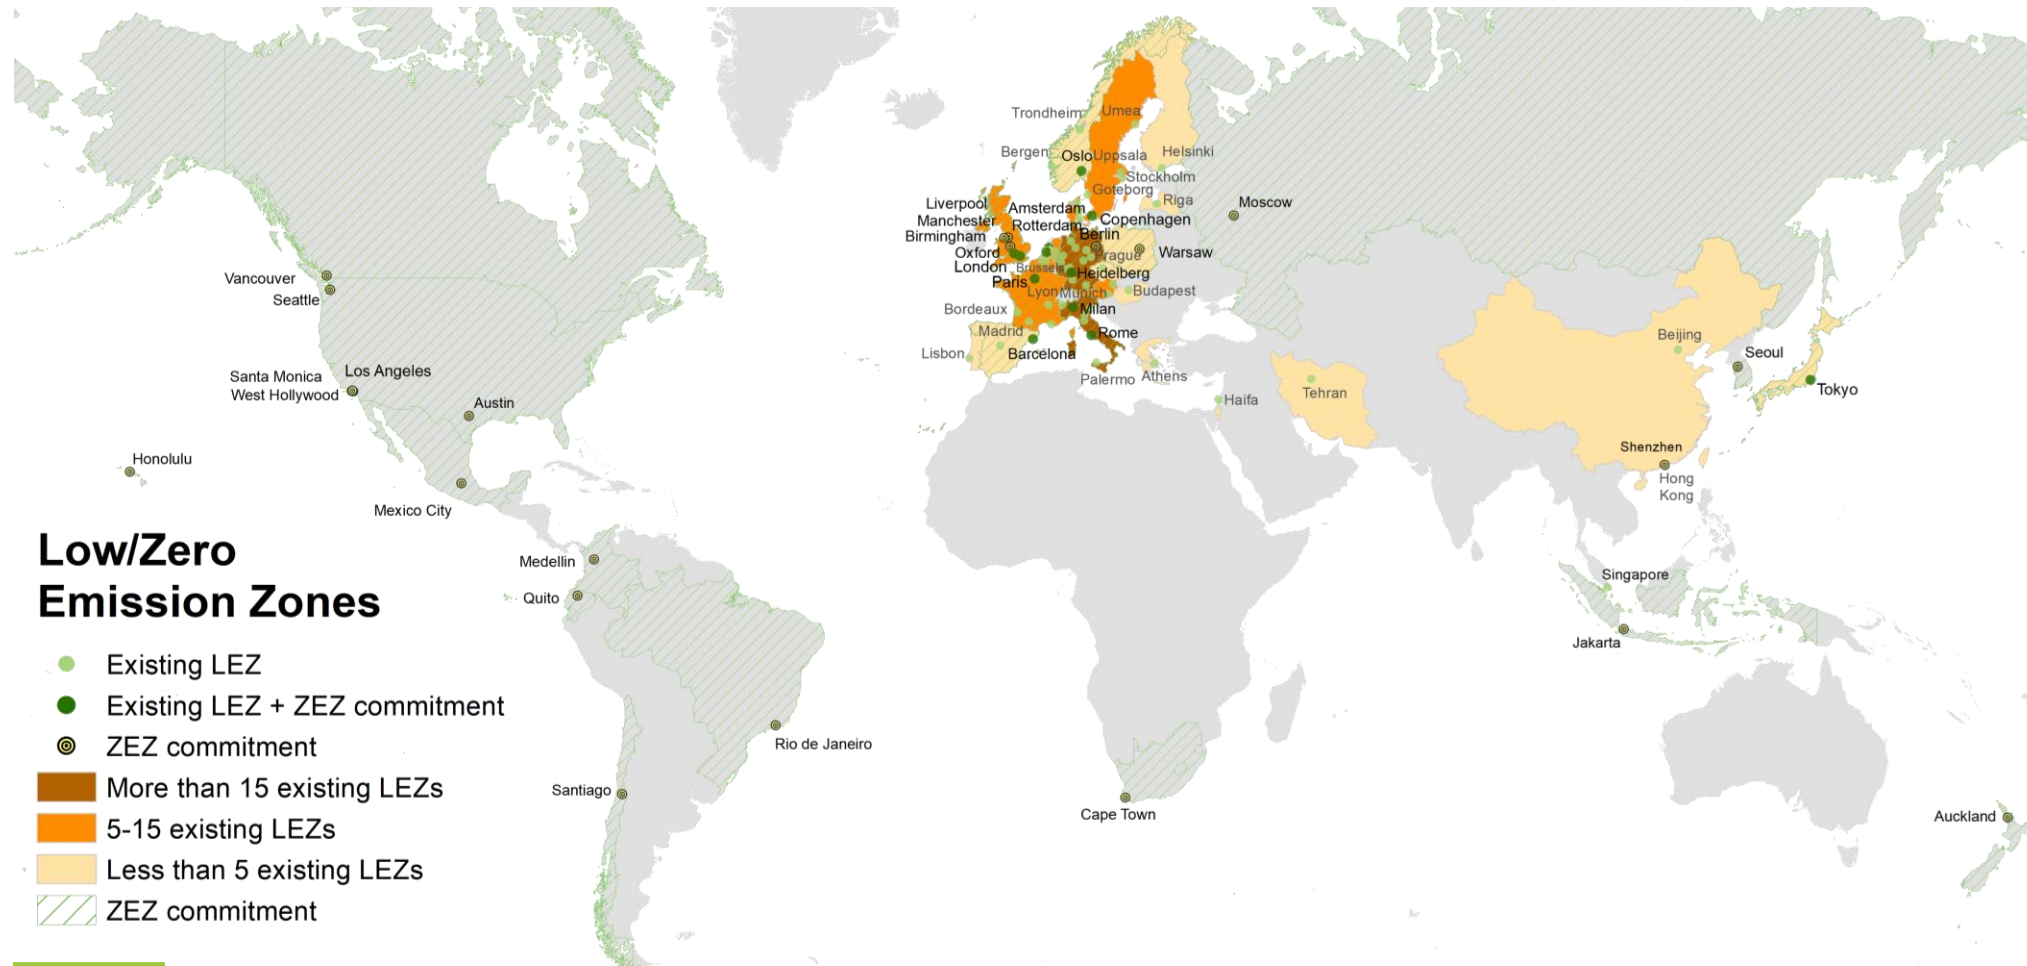 Trondheim
Umea
Bergen
Oslo
Uppsala
Helsinki
Stockholm
Goteborg
Riga
Liverpool
Amsterdam
Moscow
Manchester
Rotterdam
Copenhagen
Birmingham
Berlin
Oxford
Prague
Warsaw
London
Brussels
Heidelberg
Paris
Lyon
Munich
Budapest
Bordeaux
Milan
Madrid
Rome
Lisbon
Barcelona
Palermo
Athens
Vancouver
Seattle
Santa Monica
Los Angeles
West Hollywood
Austin
Honolulu
Mexico City
Haifa
Tehran
Beijing
Seoul
Tokyo
Shenzhen
Hong
Kong
Medellin
Quito
Singapore
Jakarta
Rio de Janeiro
Santiago
Cape Town
Auckland
Low/Zero
Emission Zones
Existing LEZ
Existing LEZ + ZEZ commitment
ZEZ commitment
More than 15 existing LEZs
5-15 existing LEZs
Less than 5 existing LEZs
ZEZ commitment